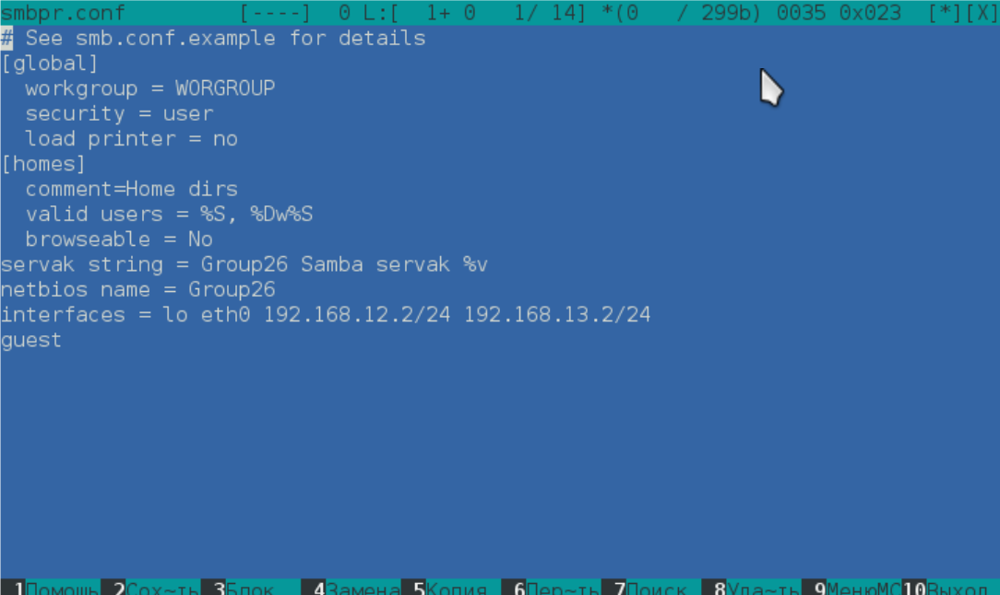 smbpr.conf [----] 0 L:[ 1+ 0 1/ 14] *(0 / 299b) 0035 0x023 [*][X]
# See smb.conf.example for details
[global]
workgroup = WORGROUP
security = user
load printer = no
[homes]
comment=Home dirs
valid users = %S, %Dw%S
browseable = No
servak string = Group26 Samba servak %v
netbios name = Group26
interfaces = lo eth0 192.168.12.2/24 192.168.13.2/24
guest
1Помощь 2Сох~ть 3Блок 4Замена 5Копия 6Пер~ть 7Поиск 8Уда~ть 9МенюMC 10Выход